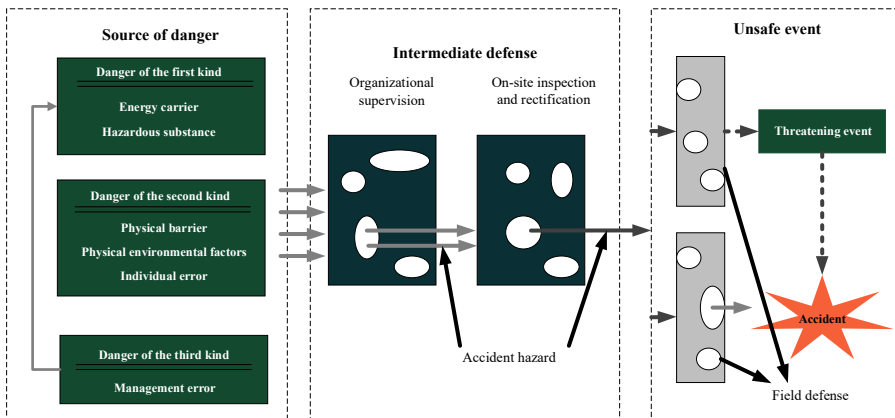 Source of danger
Danger of the first kind
Energy carrier
Hazardous substance
Danger of the second kind
Physical barrier
Physical environmental factors
Individual error
Danger of the third kind
Management error
Intermediate defense
Organizational
supervision
On-site inspection
and rectification
Accident hazard
Unsafe event
Threatening event
Accident
Field defense